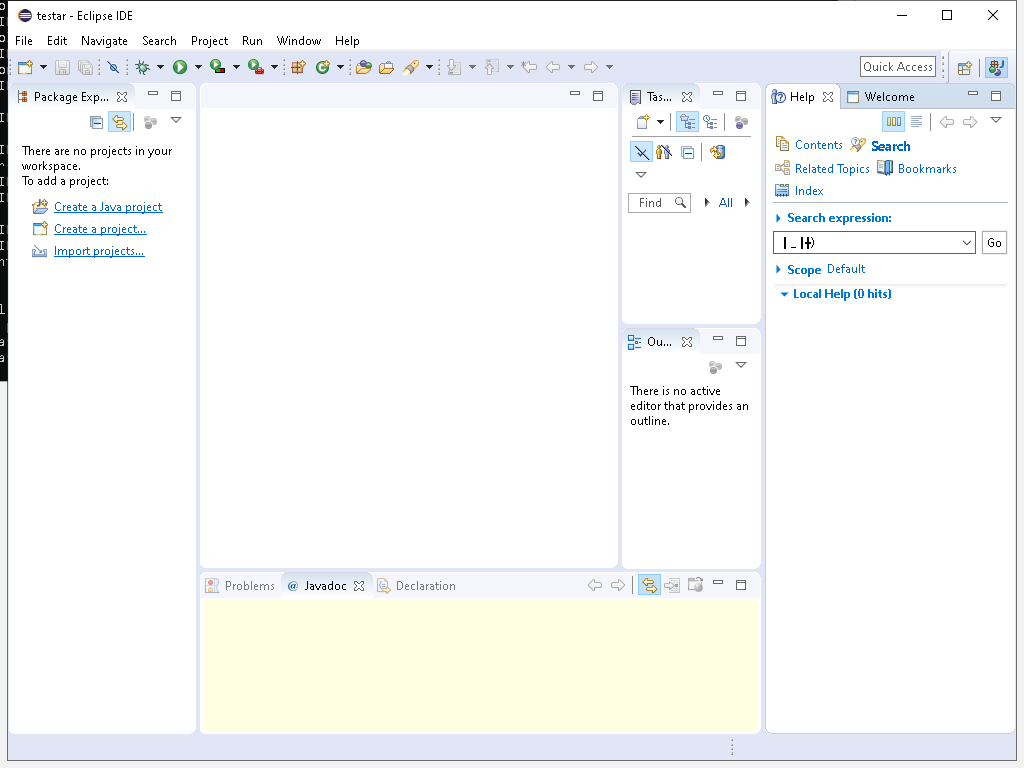 testar - Eclipse IDE
File Edit Navigate Search Project Run Window Help
Quick Access
Package Exp...
There are no projects in your
workspace.
To add a project:
Create a Java project
Create a project...
Import projects...
Tas...
Find
All
Ou...
There is no active
editor that provides an
outline.
Help
Welcome
Contents Search
Related Topics Bookmarks
Index
Search expression:
Go
Scope Default
Local Help (0 hits)
Problems @ Javadoc Declaration